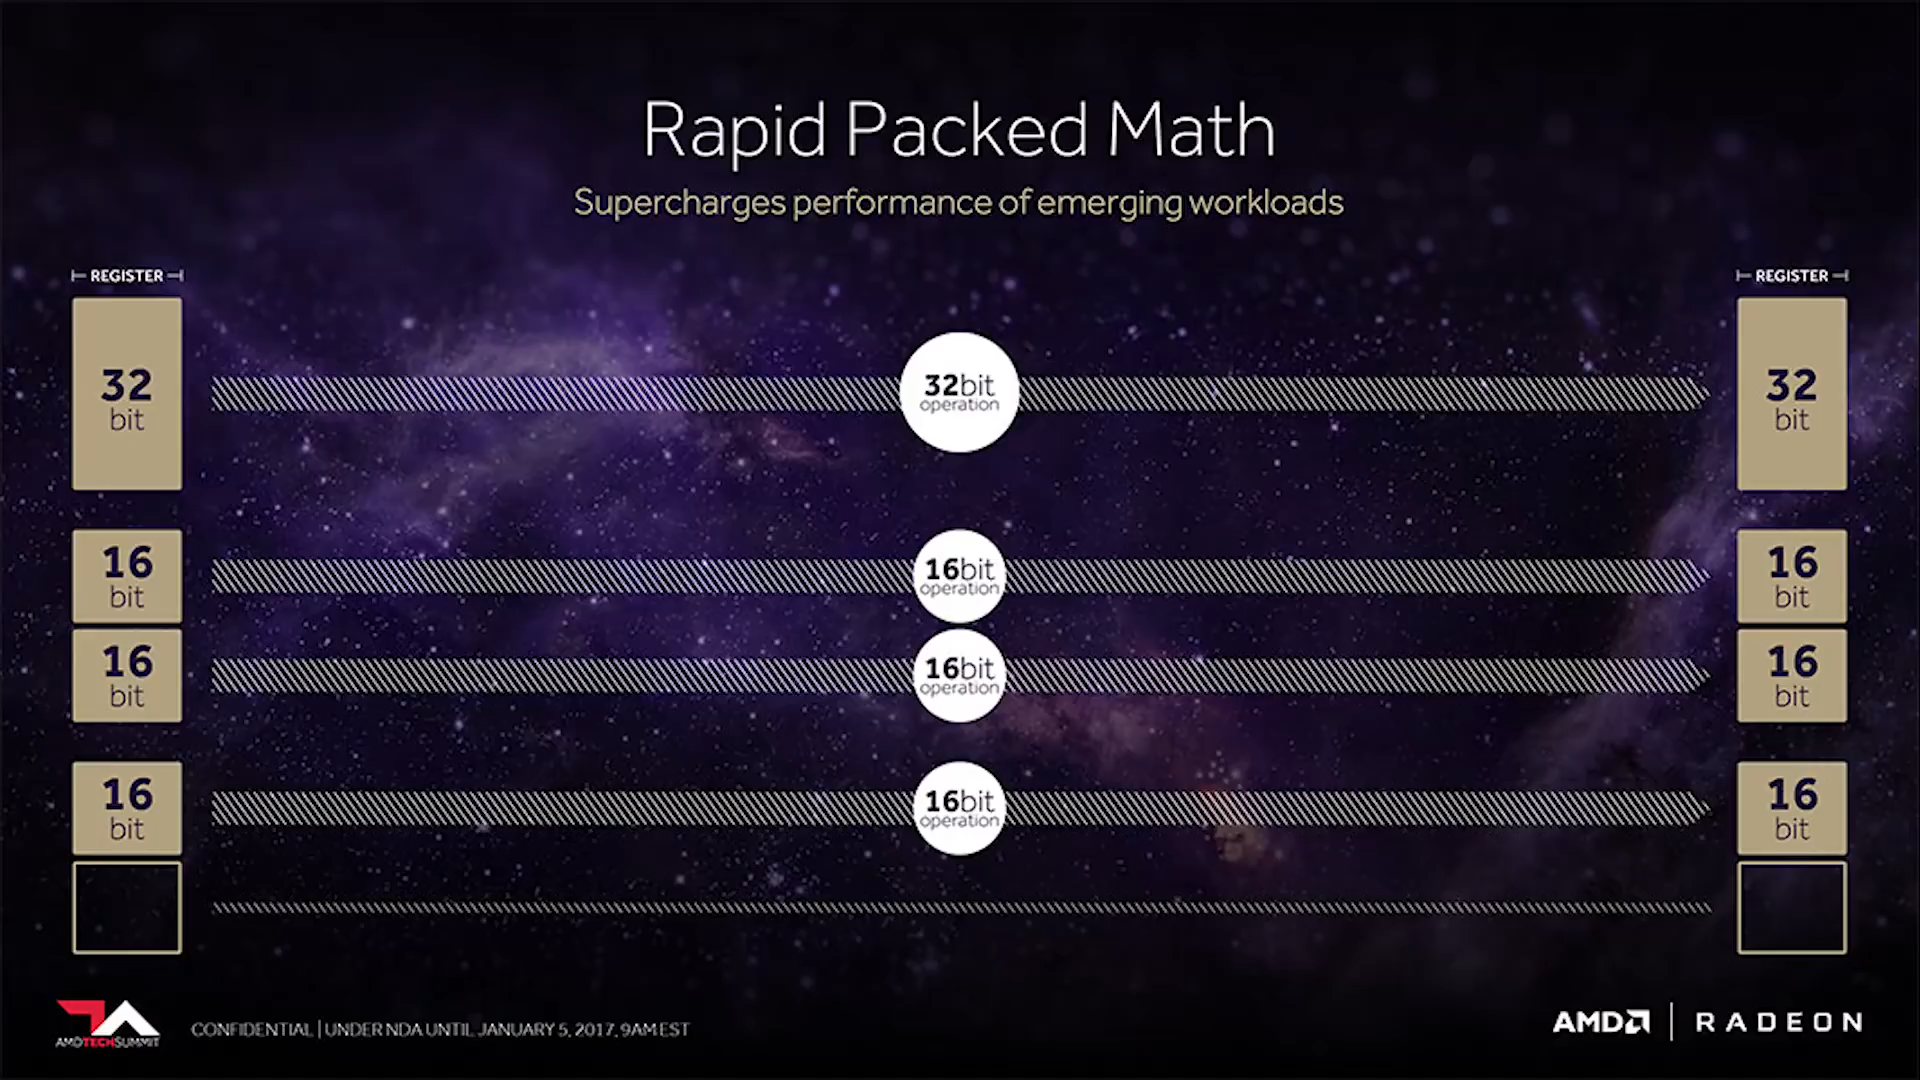 Rapid Packed Math
Supercharges performance of emerging workloads
REGISTER
REGISTER
32
bit
32bit
operation
32
bit
16
bit
16bit
operation
16
bit
16
bit
16bit
operation
16
bit
16
bit
16bit
operation
16
bit
AMDTECHSUMMIT
CONFIDENTIAL | UNDER NDA UNTIL JANUARY 5, 2017, 9AM EST
AMD | RADEON